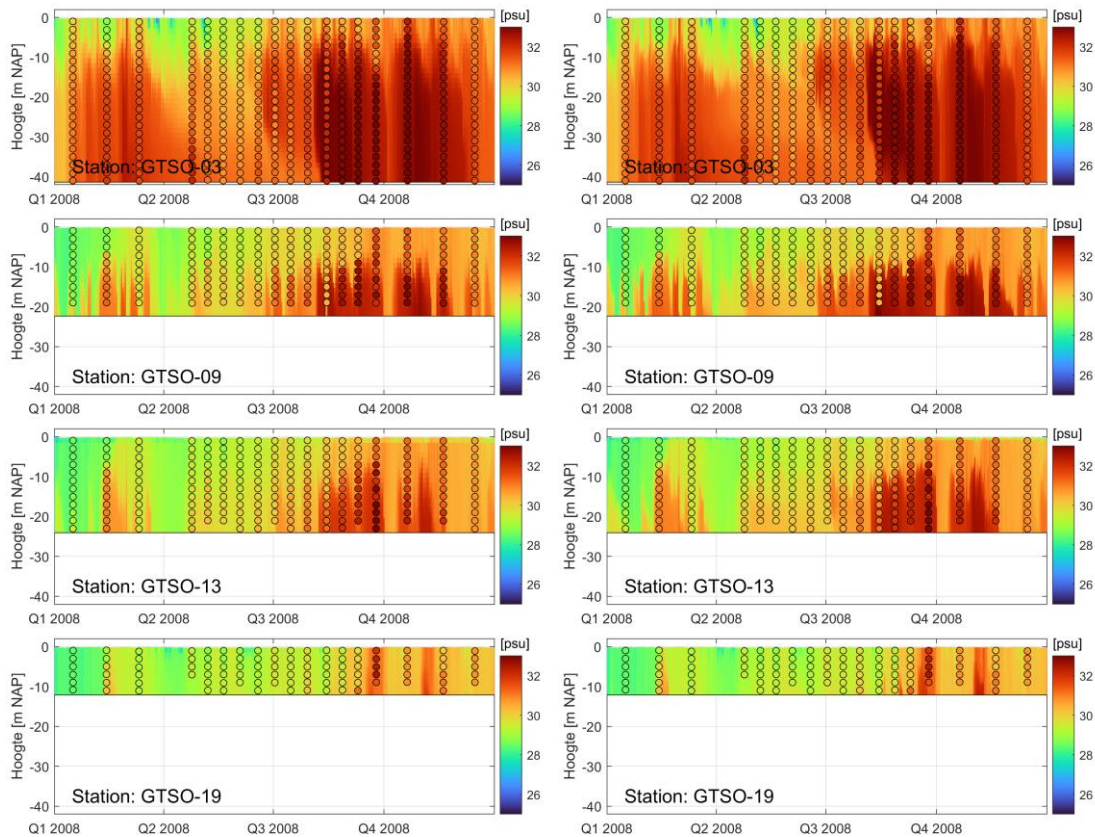 [psu] [psu]
0 32 0 32
-10 -10
Hoogte [m NAP] 30 Hoogte [m NAP] 30
-20 -20
28 28
-30 -30
Station: GTSO-03 26 Station: GTSO-03 26
-40 -40
Q1 2008 Q2 2008 Q3 2008 Q4 2008 Q1 2008 Q2 2008 Q3 2008 Q4 2008
[psu] [psu]
0 32 0 32
-10 -10
Hoogte [m NAP] 30 Hoogte [m NAP] 30
-20 -20
28 28
-30 -30
Station: GTSO-09 26 Station: GTSO-09 26
-40 -40
Q1 2008 Q2 2008 Q3 2008 Q4 2008 Q1 2008 Q2 2008 Q3 2008 Q4 2008
[psu] [psu]
0 32 0 32
-10 -10
Hoogte [m NAP] 30 Hoogte [m NAP] 30
-20 -20
28 28
-30 -30
Station: GTSO-13 26 Station: GTSO-13 26
-40 -40
Q1 2008 Q2 2008 Q3 2008 Q4 2008 Q1 2008 Q2 2008 Q3 2008 Q4 2008
[psu] [psu]
0 32 0 32
-10 -10
Hoogte [m NAP] 30 Hoogte [m NAP] 30
-20 -20
28 28
-30 -30
Station: GTSO-19 26 Station: GTSO-19 26
-40 -40
Q1 2008 Q2 2008 Q3 2008 Q4 2008 Q1 2008 Q2 2008 Q3 2008 Q4 2008